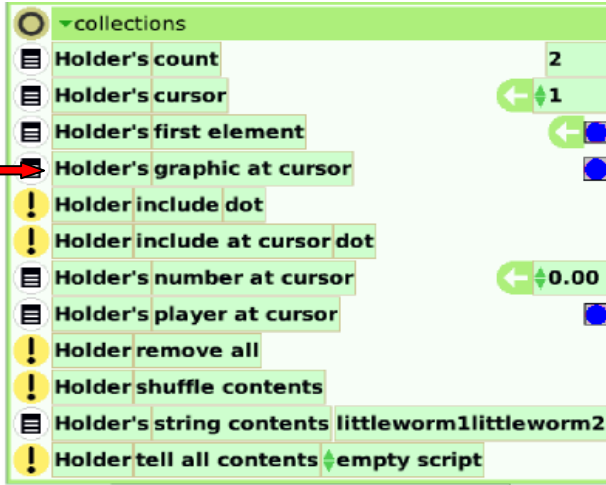 collections
Holder's count 2
Holder's cursor 1
Holder's first element
Holder's graphic at cursor
! Holder include dot
! Holder include at cursor dot
Holder's number at cursor 0.00
Holder's player at cursor
! Holder remove all
! Holder shuffle contents
Holder's string contents littleworm1littleworm2
! Holder tell all contents empty script